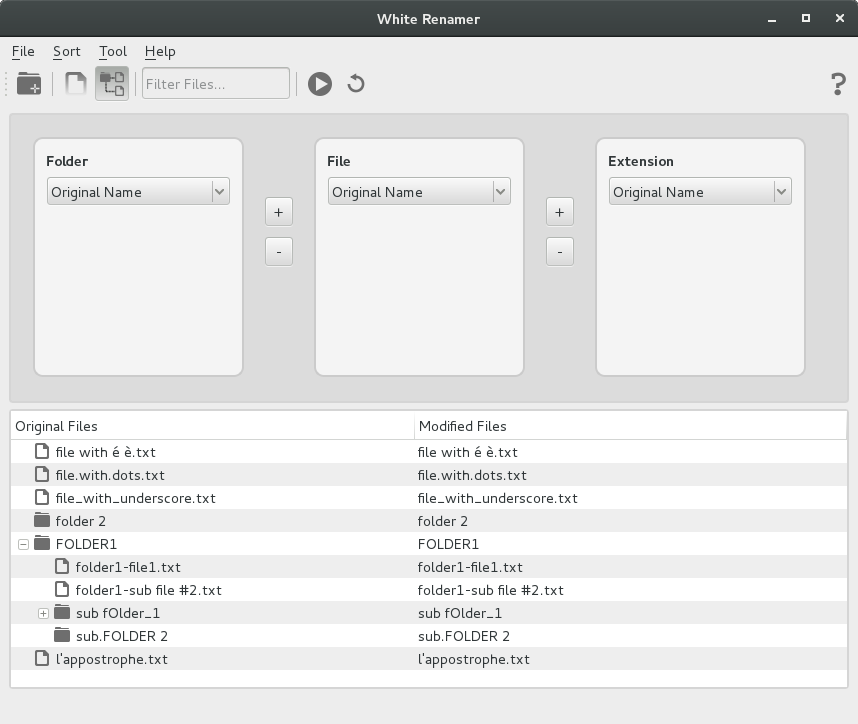 White Renamer
File Sort Tool Help
Filter Files...
?
Folder File Extension
Original Name Original Name Original Name
+ +
- -
Original Files Modified Files
file with é è.txt file with é è.txt
file.with.dots.txt file.with.dots.txt
file_with_underscore.txt file_with_underscore.txt
folder 2 folder 2
FOLDER1 FOLDER1
folder1-file1.txt folder1-file1.txt
folder1-sub file #2.txt folder1-sub file #2.txt
sub fOlder_1 sub fOlder_1
sub.FOLDER 2 sub.FOLDER 2
l'appostrophe.txt l'appostrophe.txt